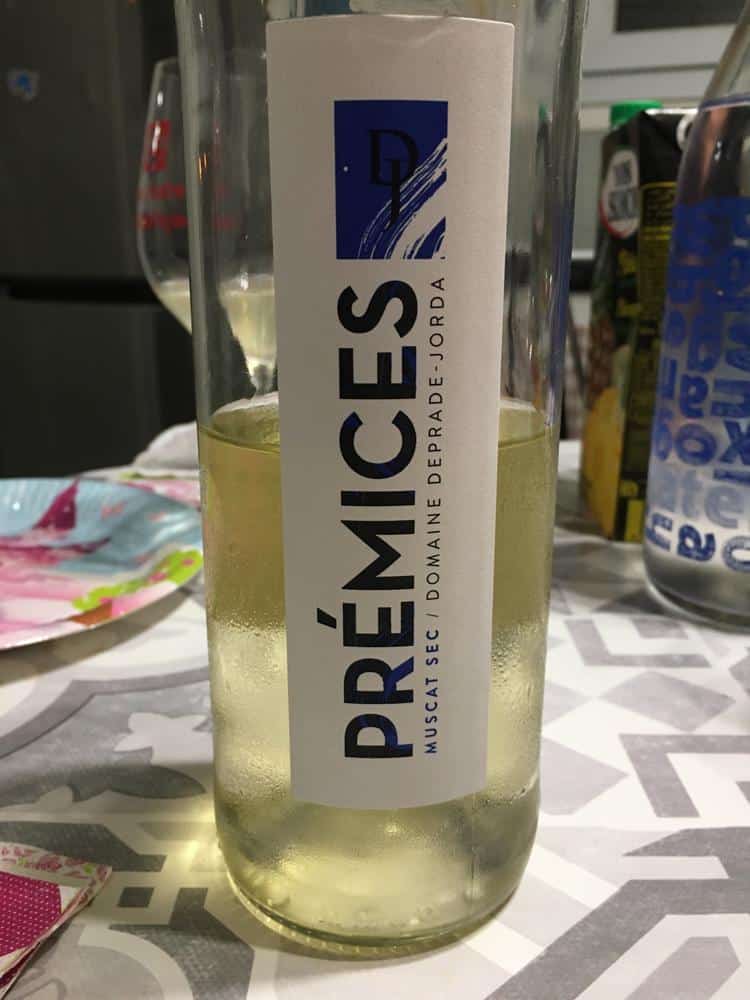 DJ
PRÉMICES
MUSCAT SEC / DOMAINE DEPRADE-JORDA